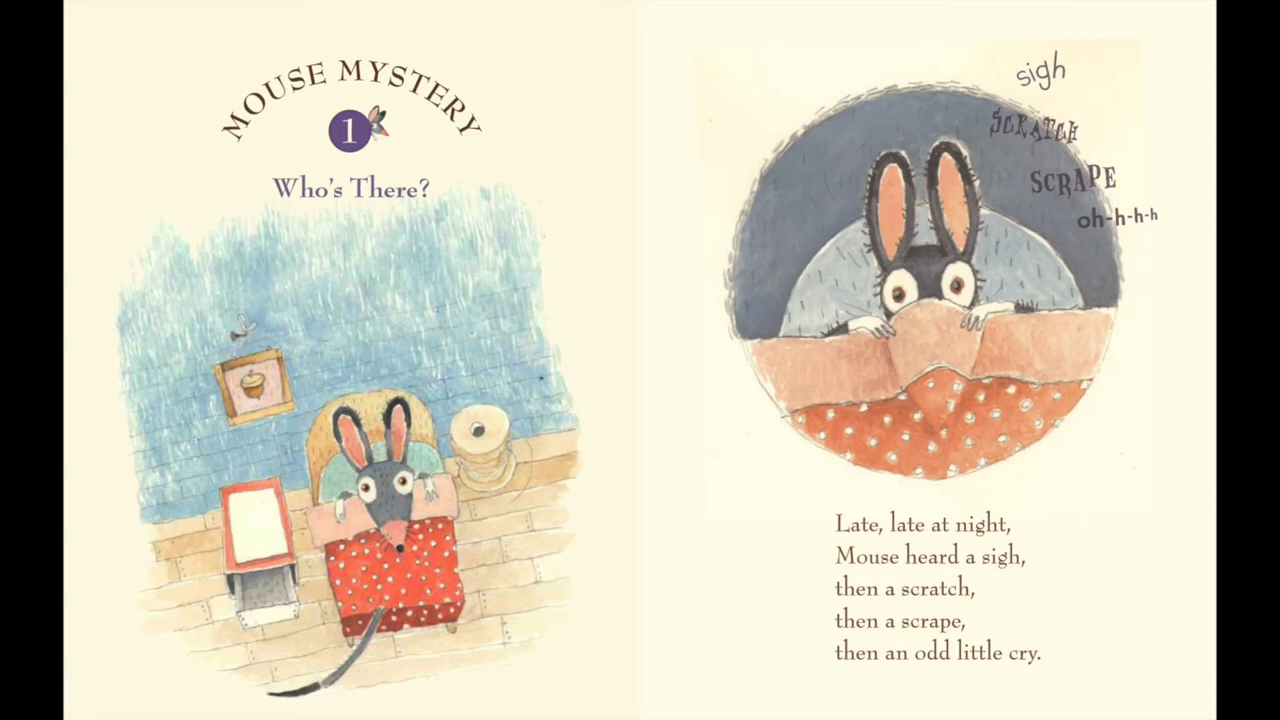 MOUSE MYSTERY
1
Who's There?
sigh
SCRATCH
SCRAPE
oh-h-h-h
Late, late at night,
Mouse heard a sigh,
then a scratch,
then a scrape,
then an odd little cry.